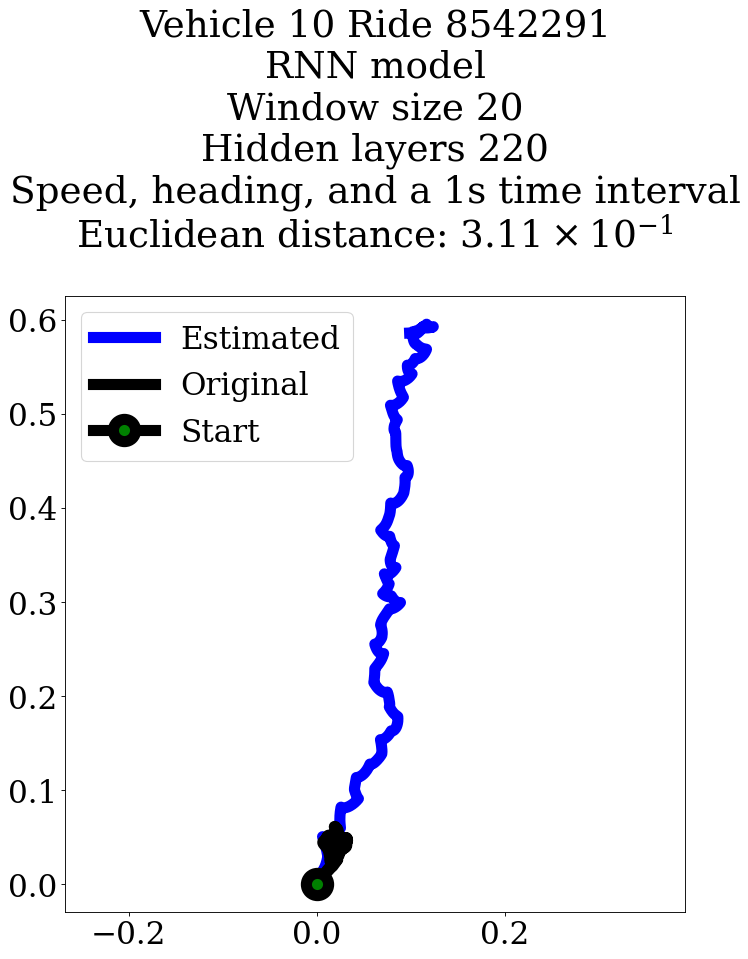 Vehicle 10 Ride 8542291
RNN model
Window size 20
Hidden layers 220
Speed, heading, and a 1s time interval
Euclidean distance: 3.11 × 10⁻¹
Estimated
Original
Start
0.6
0.5
0.4
0.3
0.2
0.1
0.0
−0.2 0.0 0.2